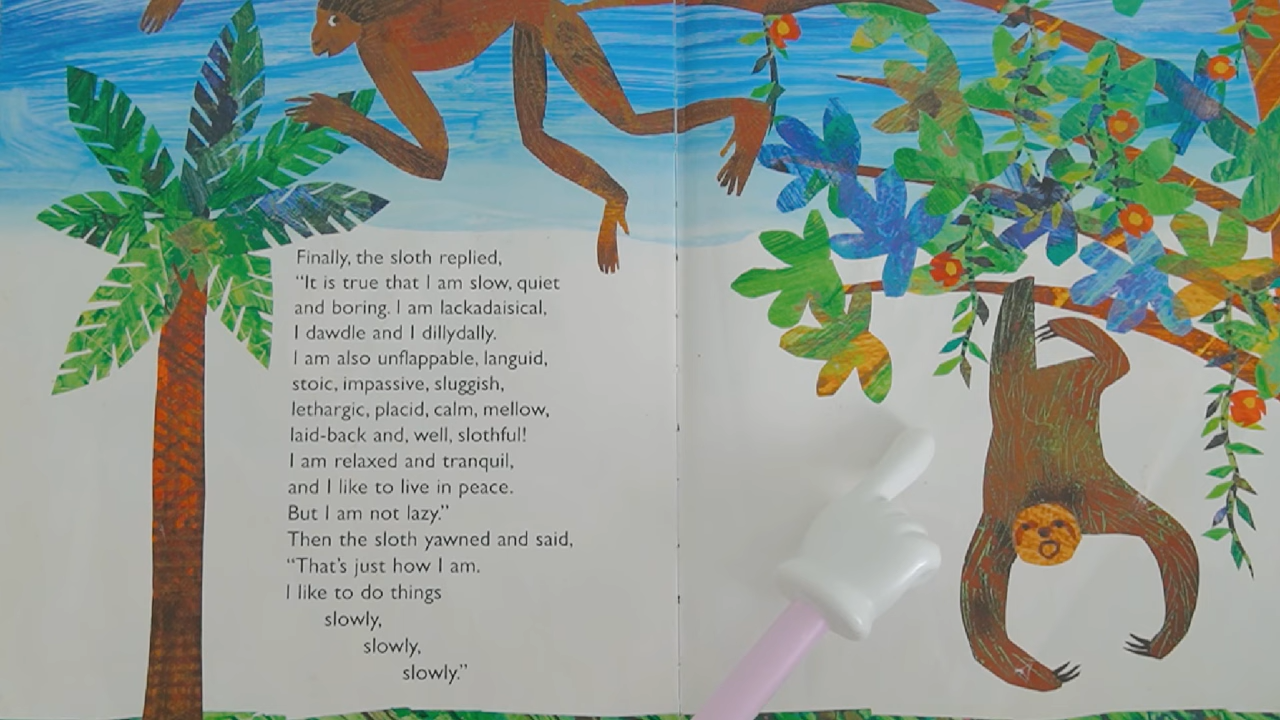 Finally, the sloth replied,
“It is true that I am slow, quiet
and boring. I am lackadaisical,
I dawdle and I dillydally.
I am also unflappable, languid,
stoic, impassive, sluggish,
lethargic, placid, calm, mellow,
laid-back and, well, slothful!
I am relaxed and tranquil,
and I like to live in peace.
But I am not lazy.”
Then the sloth yawned and said,
“That’s just how I am.
I like to do things
slowly,
slowly,
slowly.”